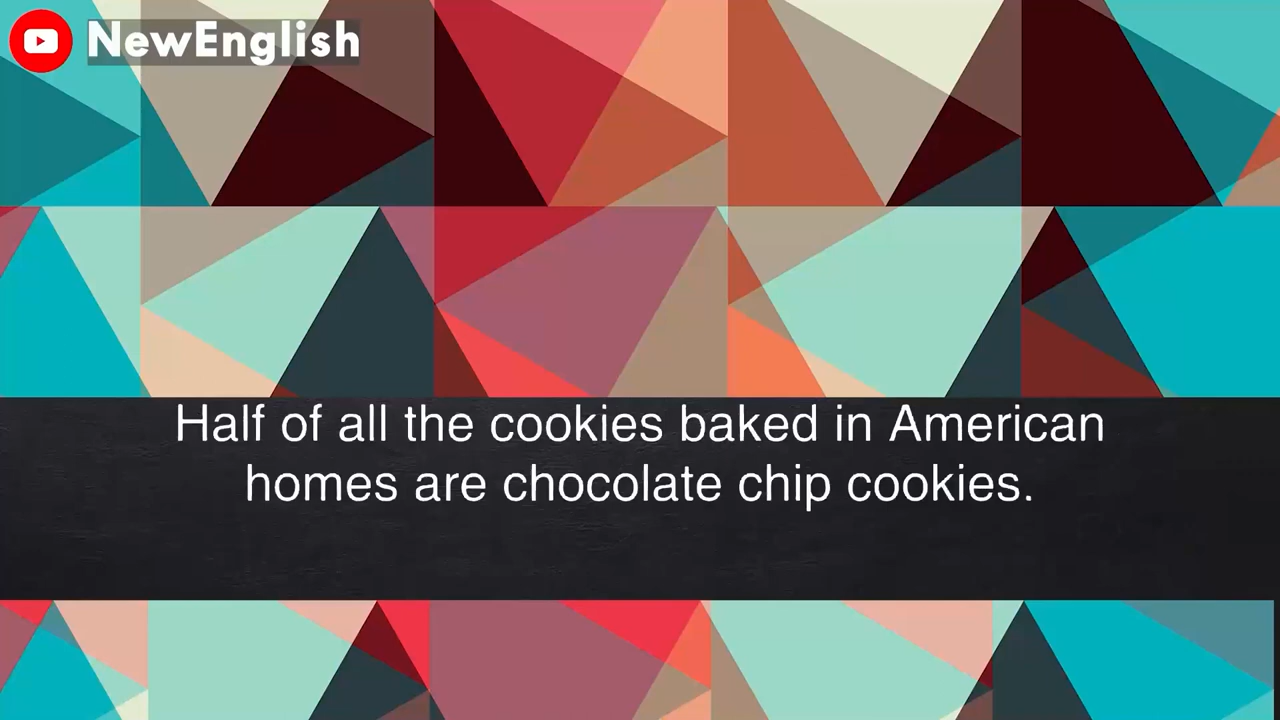 NewEnglish
Half of all the cookies baked in American
homes are chocolate chip cookies.